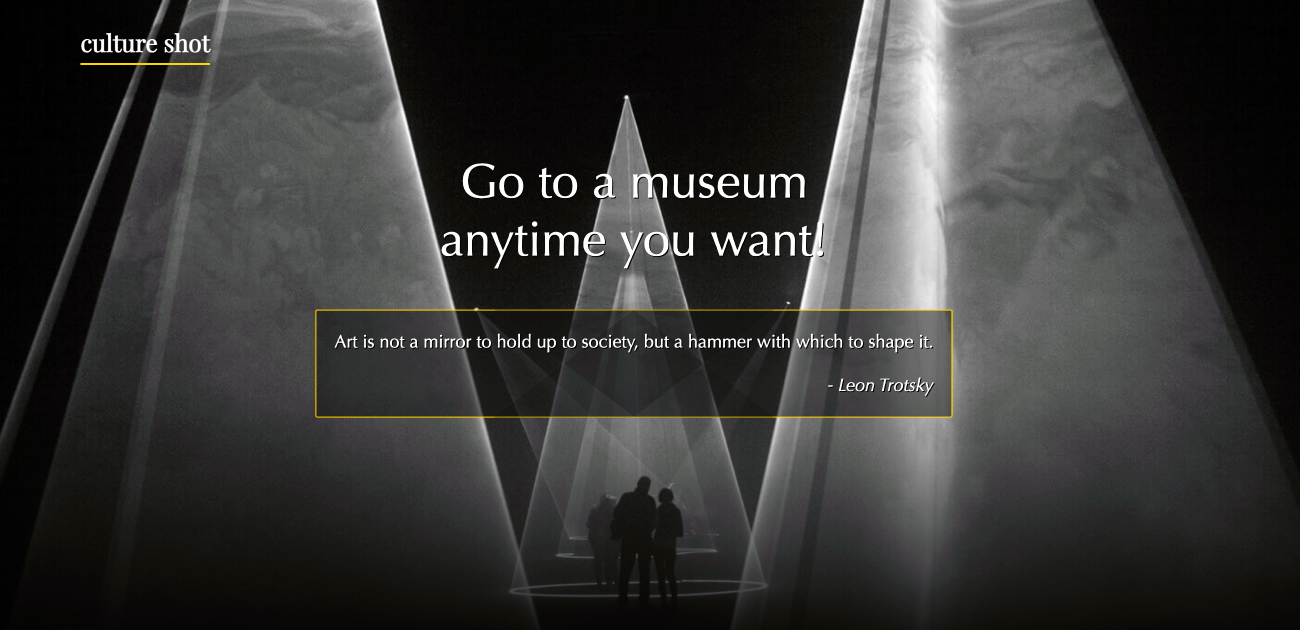 culture shot
Go to a museum
anytime you want!
Art is not a mirror to hold up to society, but a hammer with which to shape it.
- Leon Trotsky